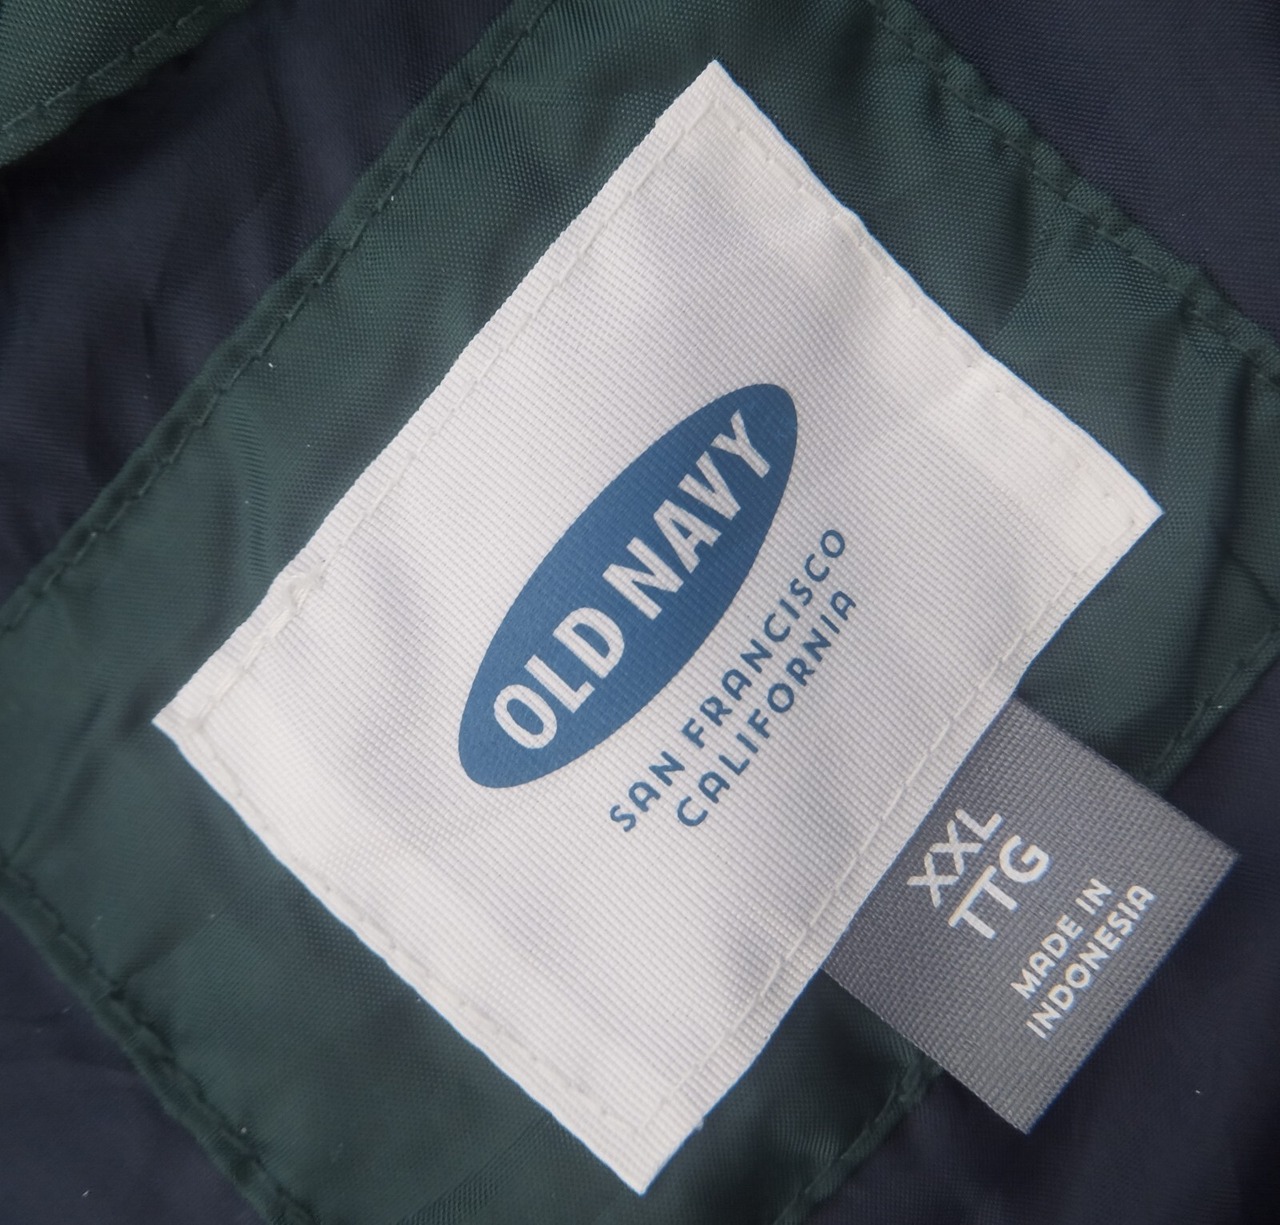 OLD NAVY
SAN FRANCISCO
CALIFORNIA
XXL
TTG
MADE IN
INDONESIA